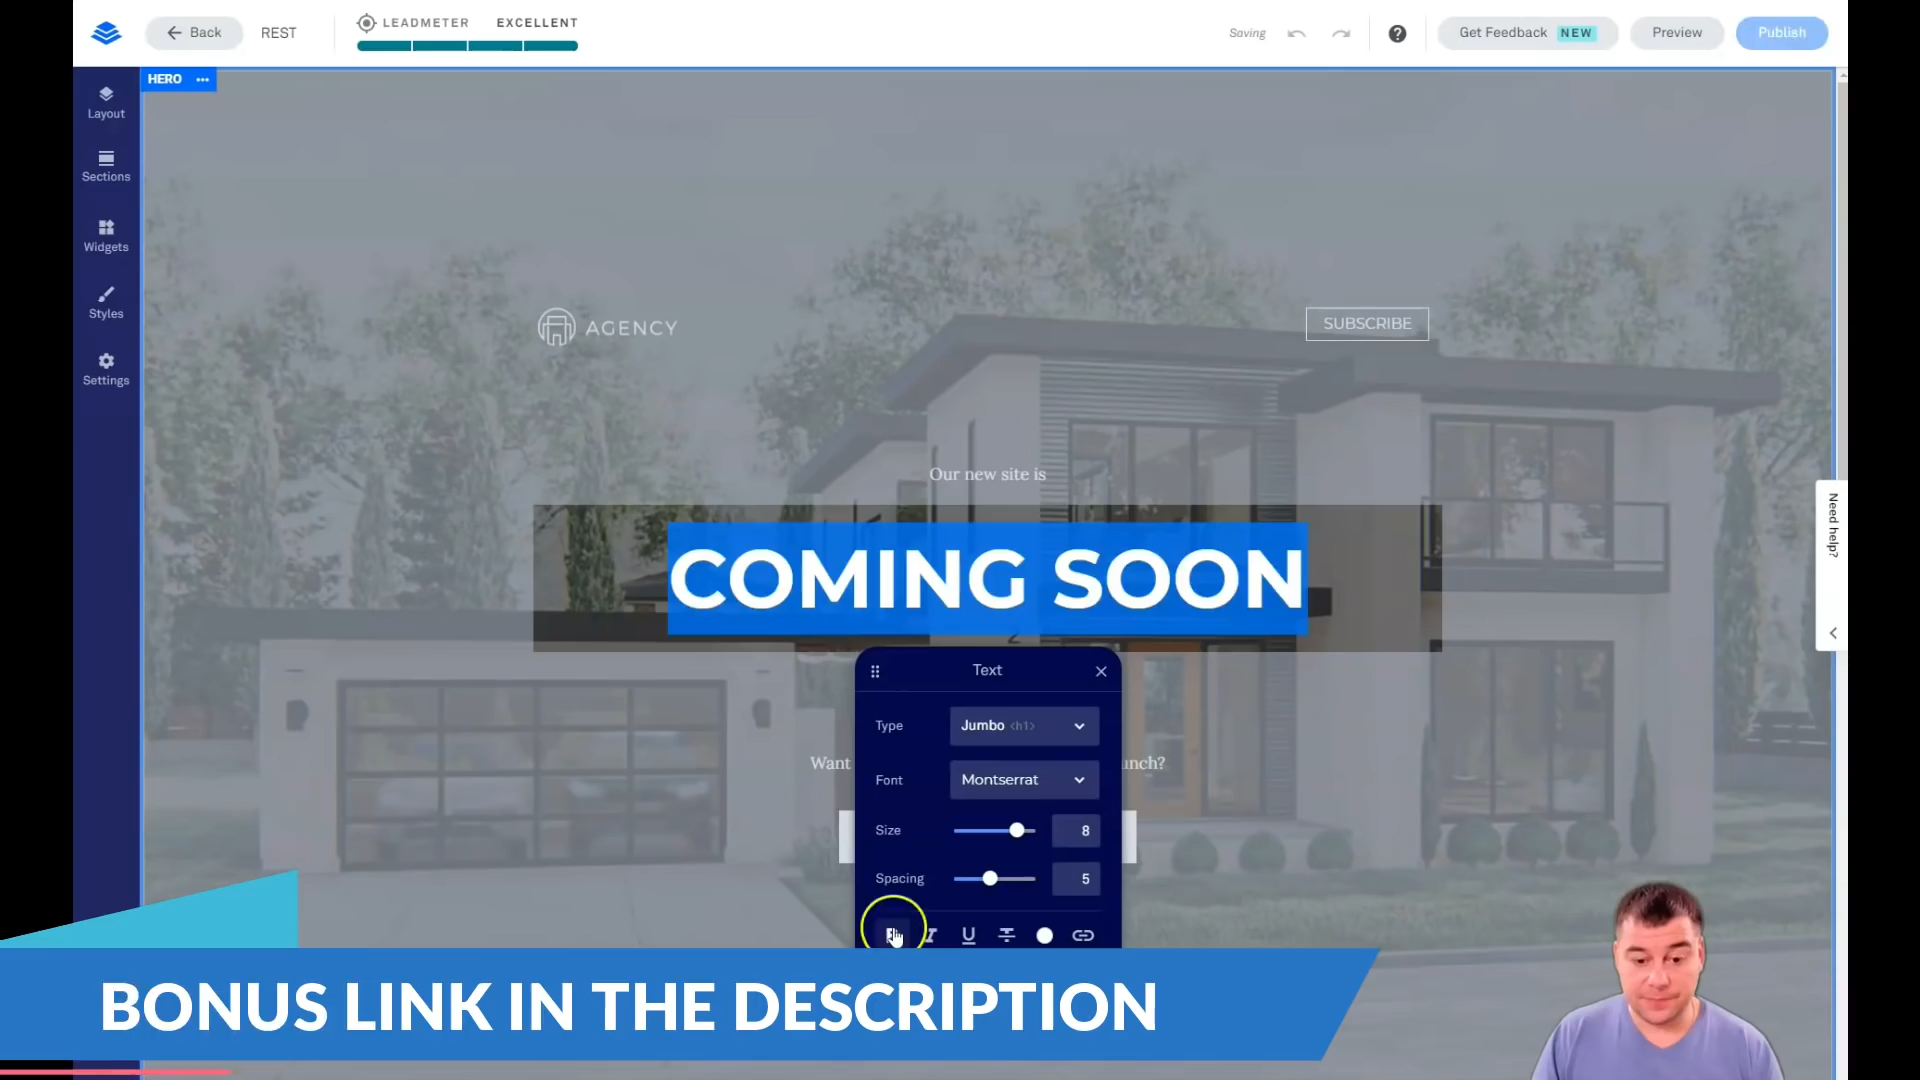 Back
REST
LEADMETER EXCELLENT
Saving
?
Get Feedback NEW
Preview
Publish
HERO ...
Layout
Sections
Widgets
Styles
Settings
AGENCY
SUBSCRIBE
Our new site is
COMING SOON
Need help?
Text
Type Jumbo <h1>
Want
Font Montserrat
Size 8
Spacing 5
I U
BONUS LINK IN THE DESCRIPTION